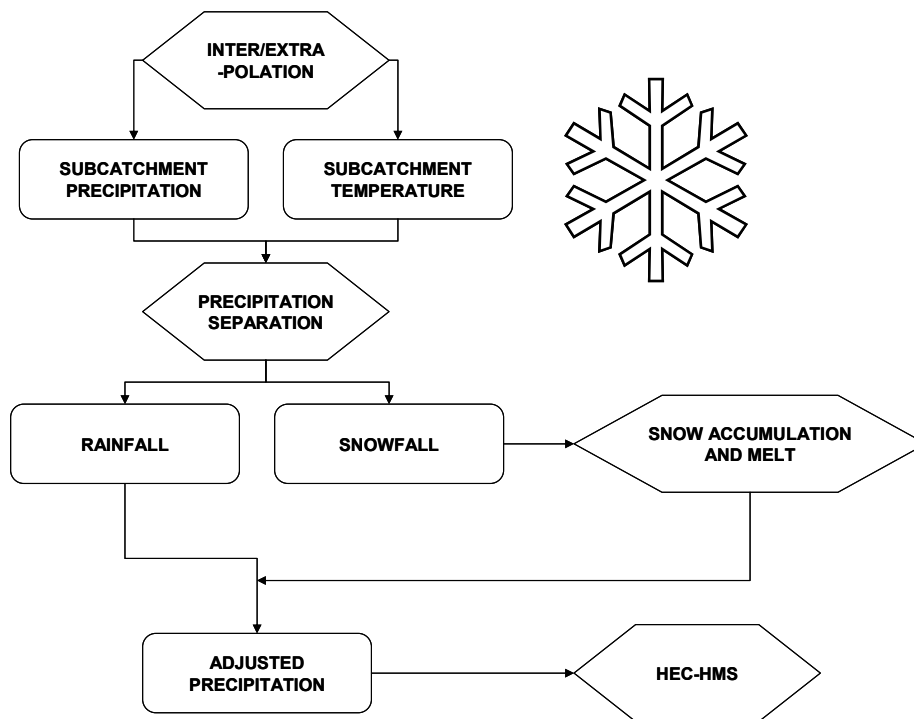 INTER/EXTRA
-POLATION
SUBCATCHMENT
PRECIPITATION
SUBCATCHMENT
TEMPERATURE
PRECIPITATION
SEPARATION
RAINFALL
SNOWFALL
SNOW ACCUMULATION
AND MELT
ADJUSTED
PRECIPITATION
HEC-HMS